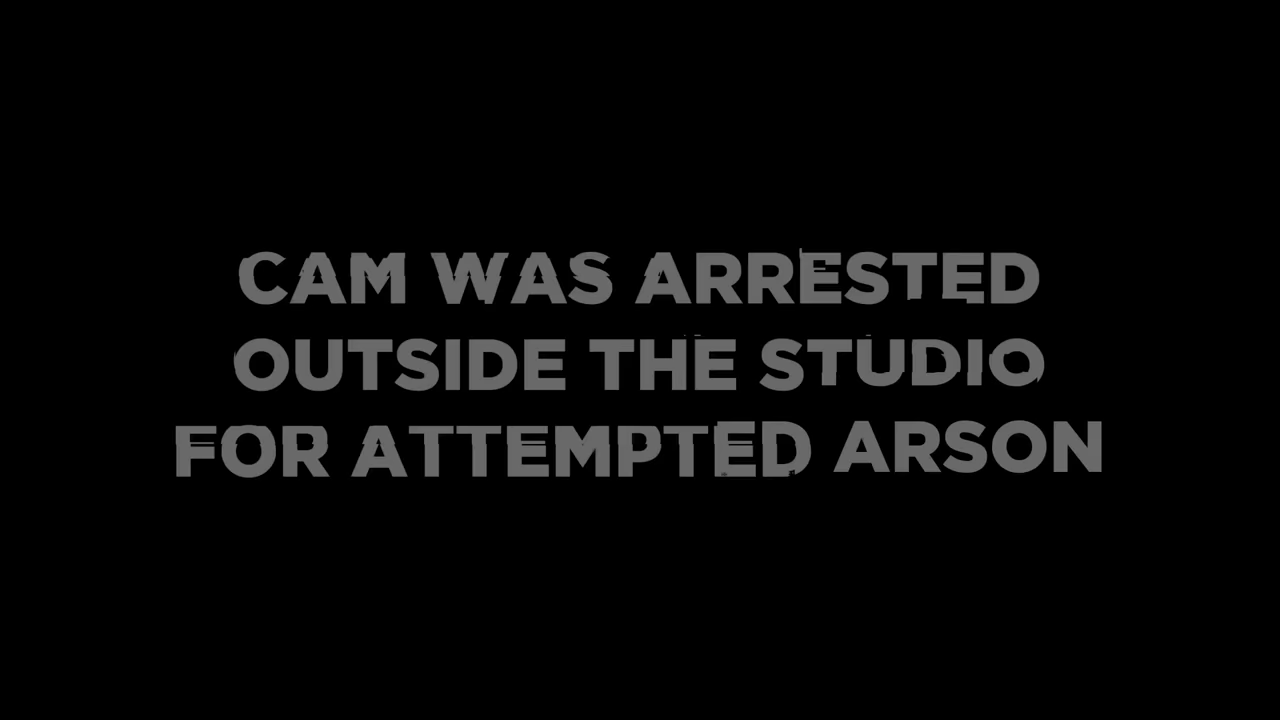 CAM WAS ARRESTED
OUTSIDE THE STUDIO
FOR ATTEMPTED ARSON